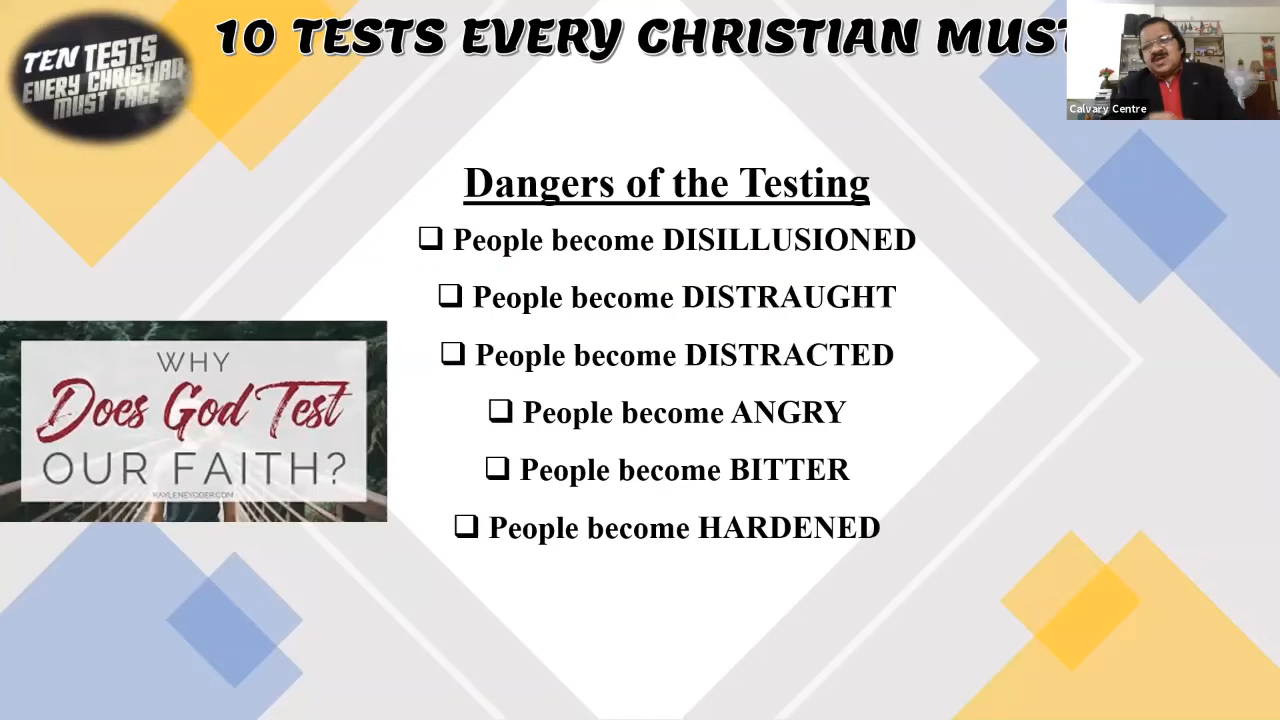 10 TESTS EVERY CHRISTIAN MUST
TEN TESTS
EVERY CHRISTIAN
MUST FACE
Calvary Centre
Dangers of the Testing
❑ People become DISILLUSIONED
❑ People become DISTRAUGHT
❑ People become DISTRACTED
❑ People become ANGRY
❑ People become BITTER
❑ People become HARDENED
WHY
Does God Test
OUR FAITH?
KAYLENEYODER.COM